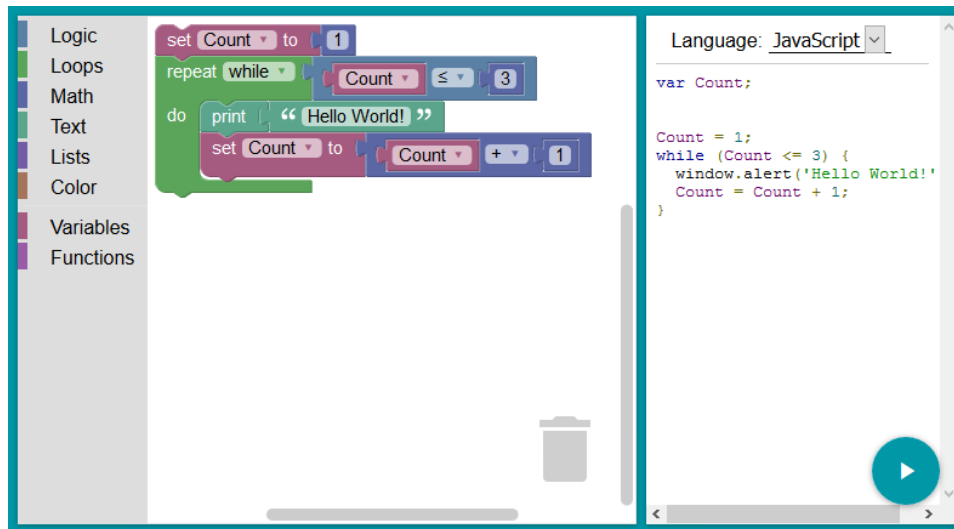 Logic
Loops
Math
Text
Lists
Color
Variables
Functions
set Count to 1
repeat while Count ≤ 3
do print “ Hello World! ”
set Count to Count + 1
Language: JavaScript
var Count;
Count = 1;
while (Count <= 3) {
  window.alert('Hello World!'
  Count = Count + 1;
}